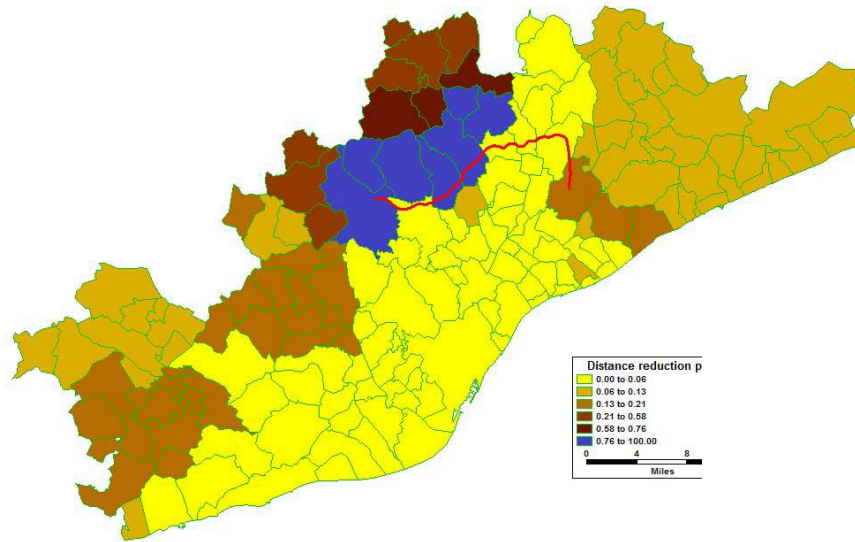 Distance reduction p
0.00 to 0.06
0.06 to 0.13
0.13 to 0.21
0.21 to 0.58
0.58 to 0.76
0.76 to 100.00
0 4 8
Miles